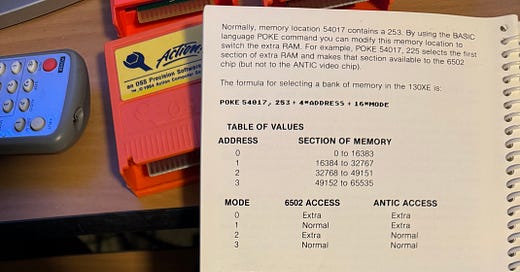 Action!
an OSS Precision Software
Normally, memory location 54017 contains a 253. By using the BASIC
language POKE command you can modify this memory location to
switch the extra RAM. For example, POKE 54017, 225 selects the first
section of extra RAM and makes that section available to the 6502
chip (but not to the ANTIC video chip).
The formula for selecting a bank of memory in the 130XE is:
POKE 54017, 253 + 4*ADDRESS + 16*MODE
TABLE OF VALUES
ADDRESS SECTION OF MEMORY
0 0 to 16383
1 16384 to 32767
2 32768 to 49151
3 49152 to 65535
MODE 6502 ACCESS ANTIC ACCESS
0 Extra Extra
1 Normal Extra
2 Extra Normal
3 Normal Normal